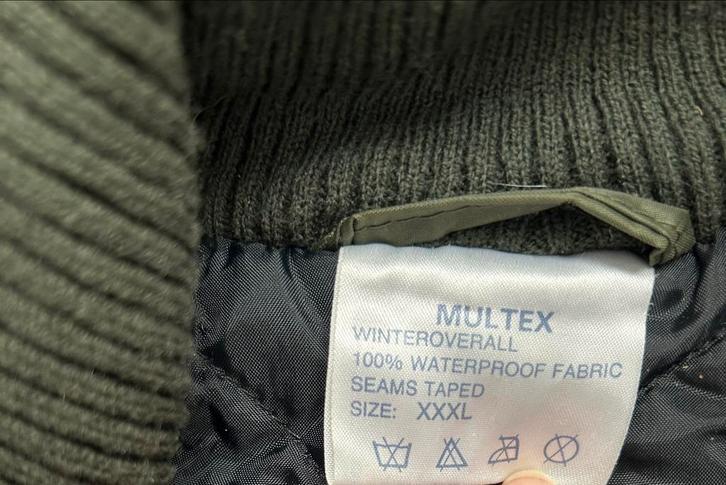 MULTEX
WINTEROVERALL
100% WATERPROOF FABRIC
SEAMS TAPED
SIZE: XXXL